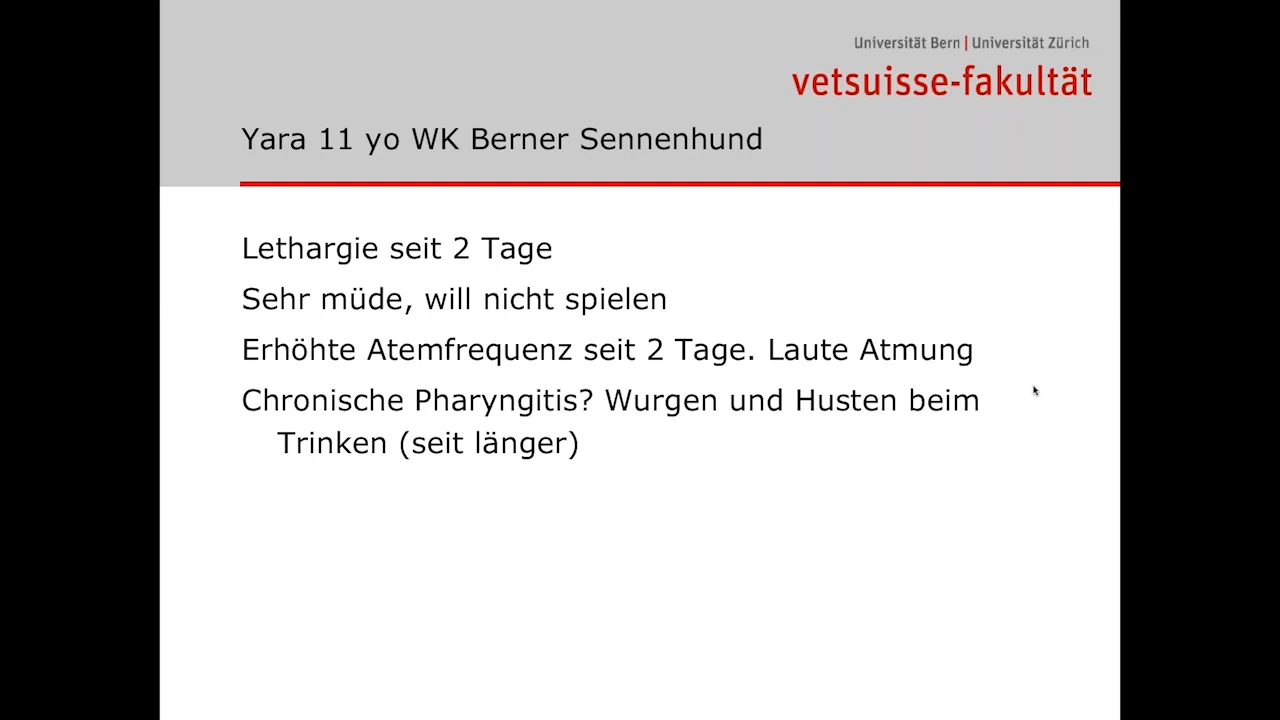 Universität Bern | Universität Zürich
vetsuisse-fakultät
Yara 11 yo WK Berner Sennenhund
Lethargie seit 2 Tage
Sehr müde, will nicht spielen
Erhöhte Atemfrequenz seit 2 Tage. Laute Atmung
Chronische Pharyngitis? Wurgen und Husten beim
Trinken (seit länger)